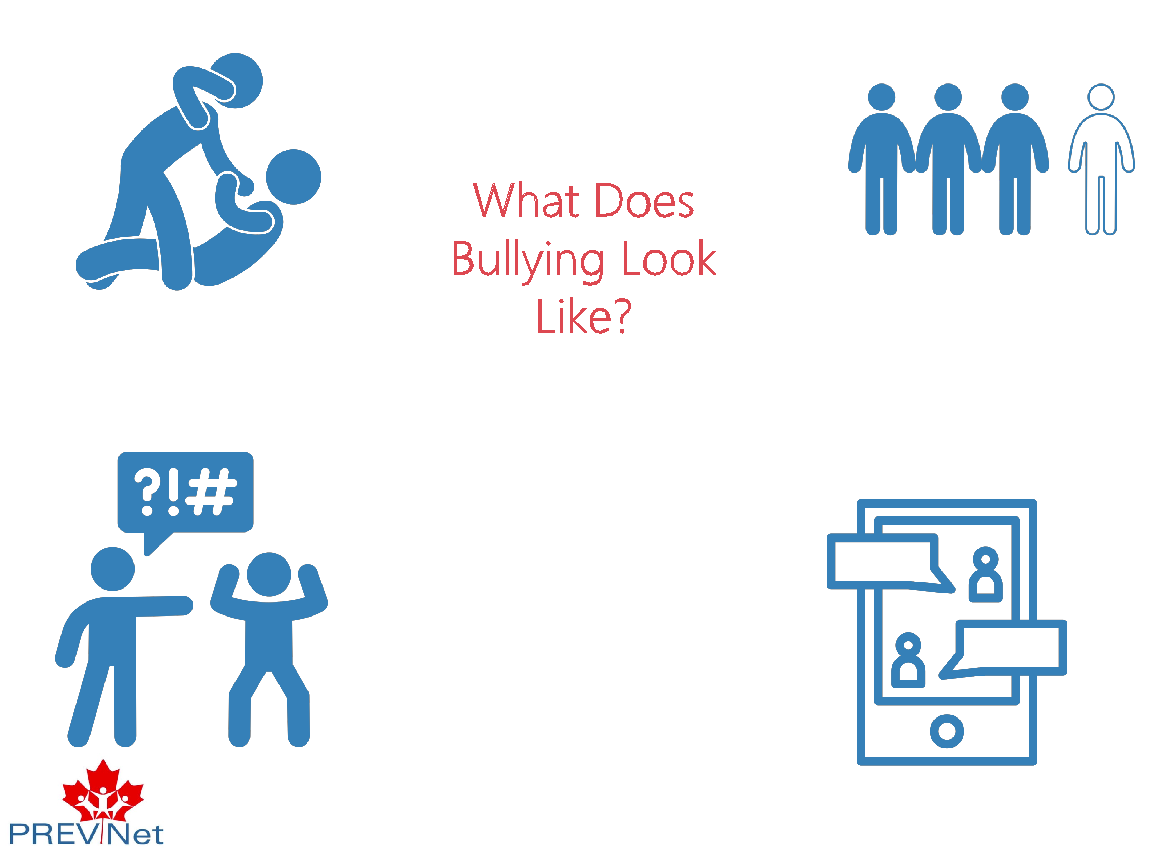 What Does
Bullying Look
Like?
?!#
PREVNet